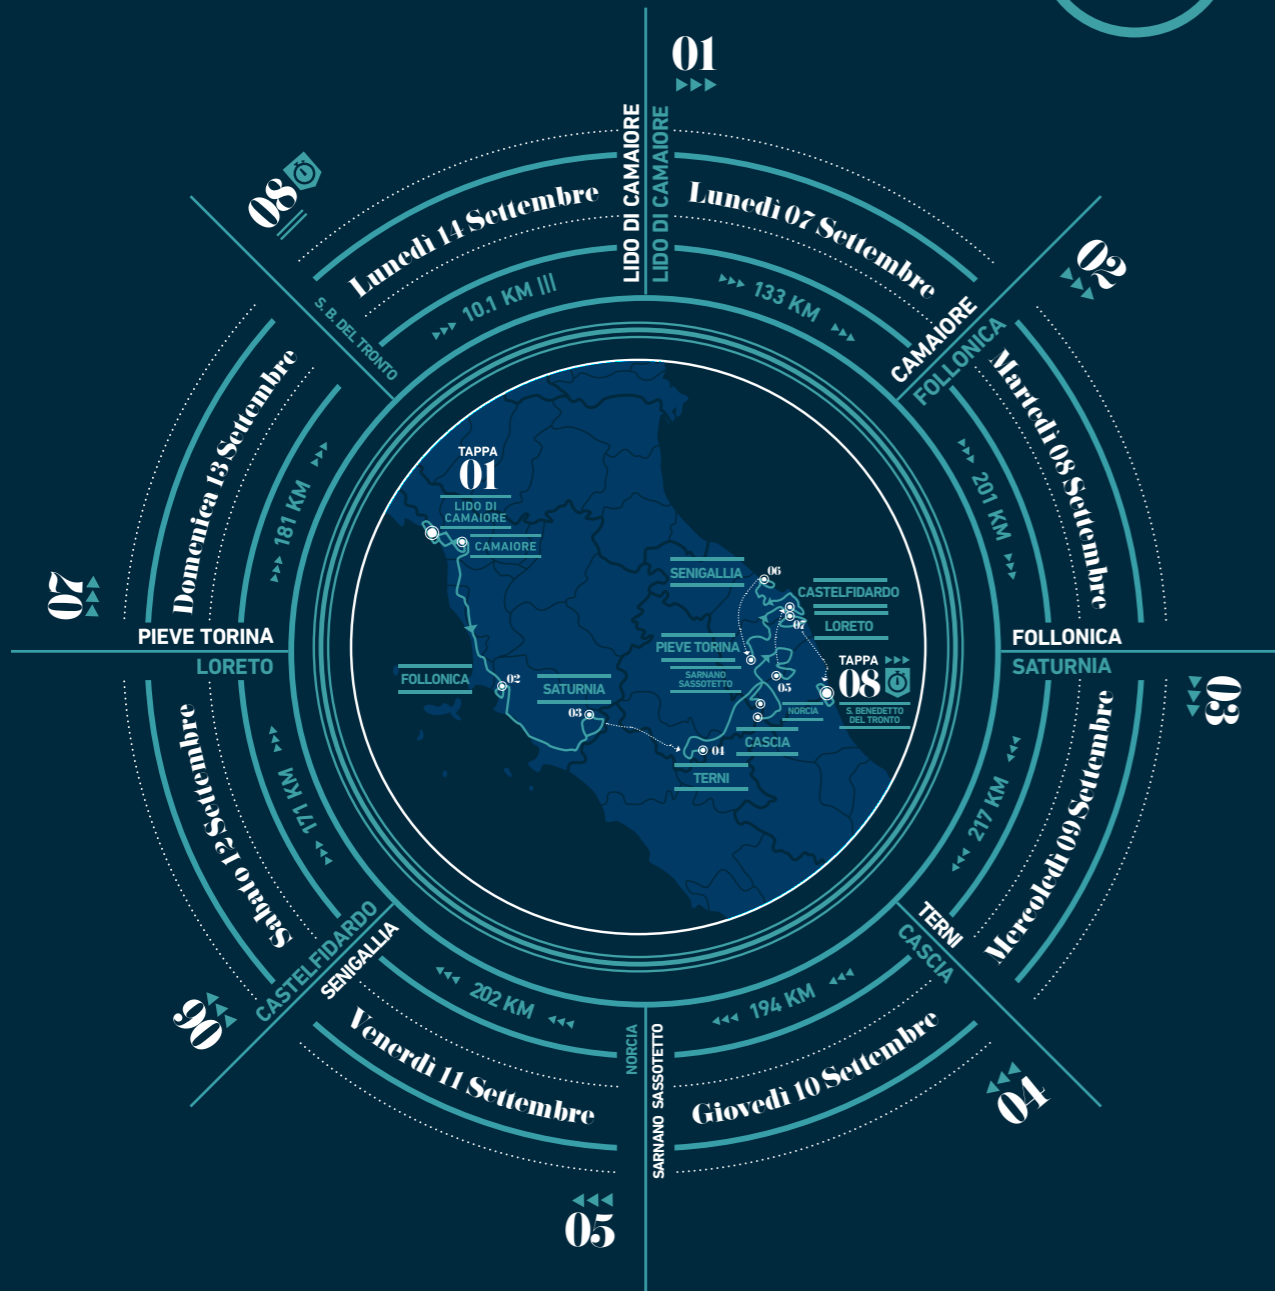 01
LIDO DI CAMAIORE
LIDO DI CAMAIORE
Lunedì 07 Settembre
133 KM
02
CAMAIORE
FOLLONICA
Martedì 08 Settembre
201 KM
FOLLONICA
SATURNIA
03
Mercoledì 09 Settembre
217 KM
TERNI
CASCIA
04
Giovedì 10 Settembre
194 KM
SARNANO SASSOTETTO
NORCIA
05
Venerdì 11 Settembre
202 KM
SENIGALLIA
CASTELFIDARDO
06
Sabato 12 Settembre
171 KM
LORETO
PIEVE TORINA
07
Domenica 13 Settembre
181 KM
S. B. DEL TRONTO
08
Lunedì 14 Settembre
10.1 KM
TAPPA
01
LIDO DI
CAMAIORE
CAMAIORE
FOLLONICA
02
SATURNIA
03
SENIGALLIA
06
CASTELFIDARDO
LORETO
07
PIEVE TORINA
SARNANO
SASSOTETTO
05
NORCIA
CASCIA
04
TERNI
TAPPA
08
S. BENEDETTO
DEL TRONTO